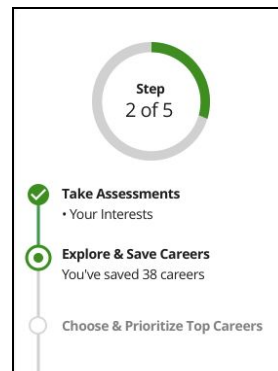 Step
2 of 5
Take Assessments
• Your Interests
Explore & Save Careers
You've saved 38 careers
Choose & Prioritize Top Careers